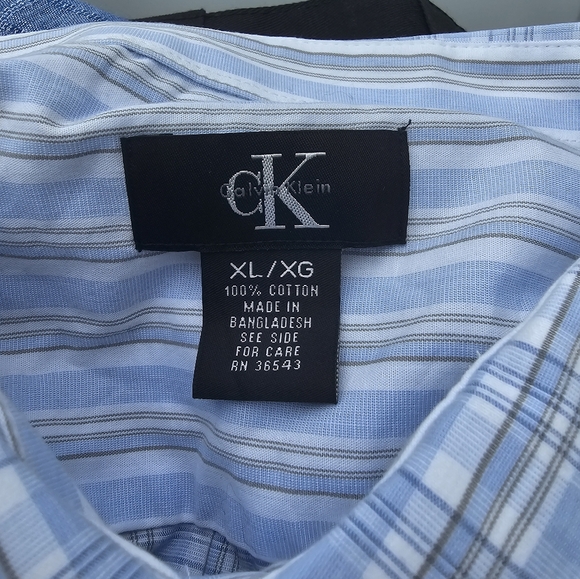 CK
Calvin Klein
XL/XG
100% COTTON
MADE IN
BANGLADESH
SEE SIDE
FOR CARE
RN 36543